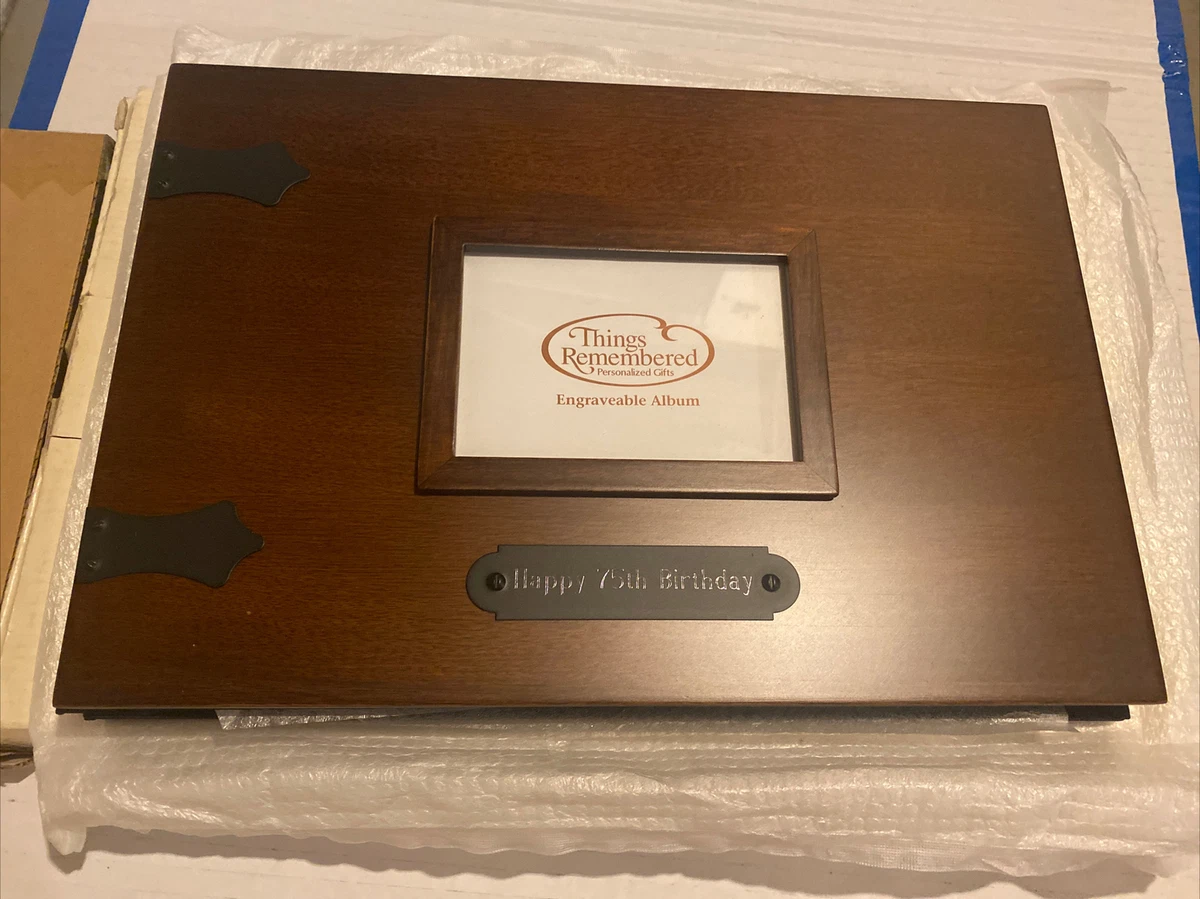 Things
Remembered
Personalized Gifts
Engraveable Album
Happy 75th Birthday